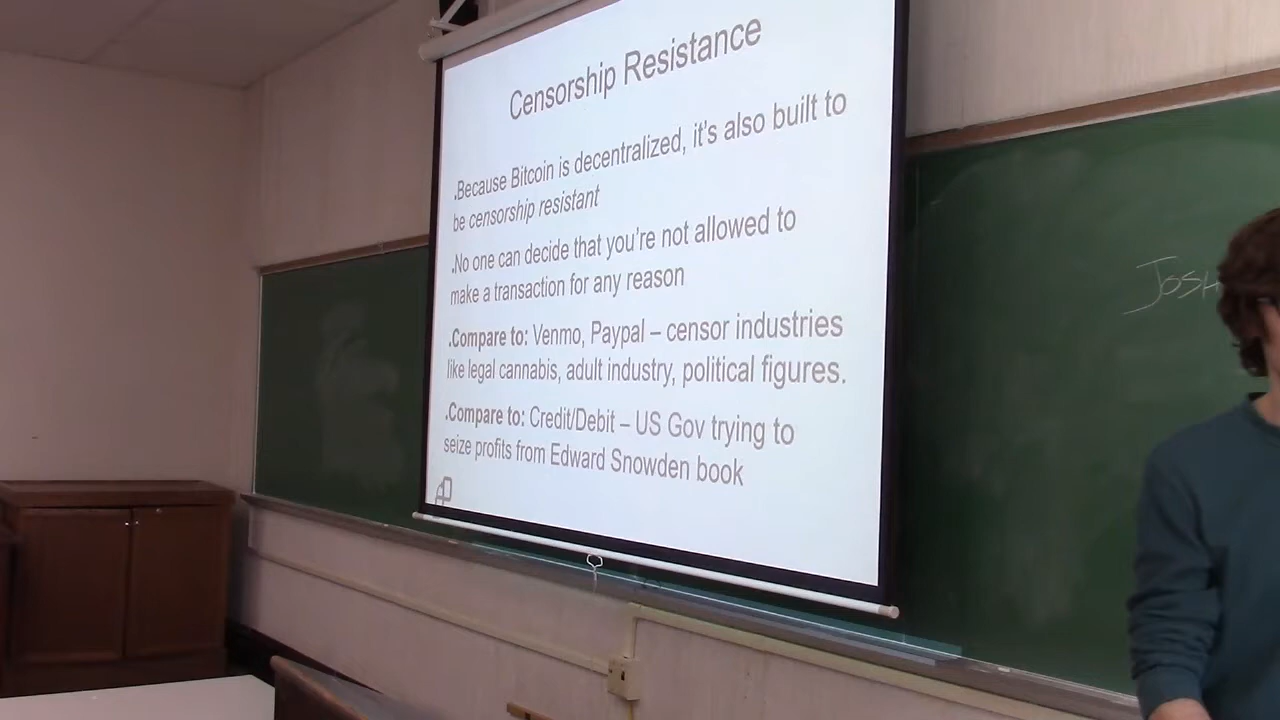 Censorship Resistance
.Because Bitcoin is decentralized, it's also built to
be censorship resistant
.No one can decide that you're not allowed to
make a transaction for any reason
.Compare to: Venmo, Paypal – censor industries
like legal cannabis, adult industry, political figures.
.Compare to: Credit/Debit – US Gov trying to
seize profits from Edward Snowden book
JOSH